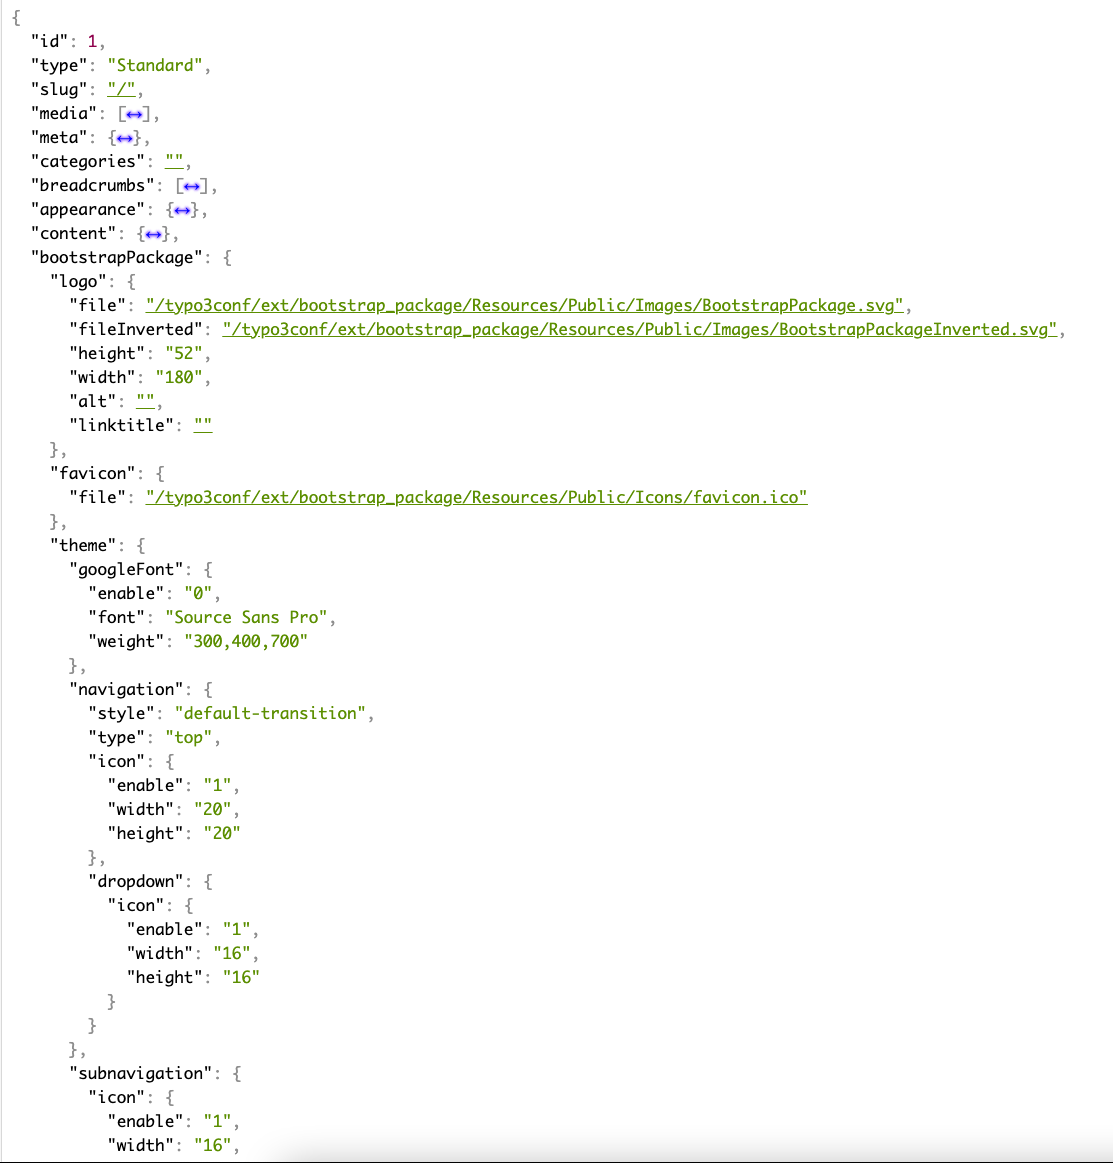 {
"id": 1,
"type": "Standard",
"slug": "/",
"media": [↔],
"meta": {↔},
"categories": "",
"breadcrumbs": [↔],
"appearance": {↔},
"content": {↔},
"bootstrapPackage": {
"logo": {
"file": "/typo3conf/ext/bootstrap_package/Resources/Public/Images/BootstrapPackage.svg",
"fileInverted": "/typo3conf/ext/bootstrap_package/Resources/Public/Images/BootstrapPackageInverted.svg",
"height": "52",
"width": "180",
"alt": "",
"linktitle": ""
},
"favicon": {
"file": "/typo3conf/ext/bootstrap_package/Resources/Public/Icons/favicon.ico"
},
"theme": {
"googleFont": {
"enable": "0",
"font": "Source Sans Pro",
"weight": "300,400,700"
},
"navigation": {
"style": "default-transition",
"type": "top",
"icon": {
"enable": "1",
"width": "20",
"height": "20"
},
"dropdown": {
"icon": {
"enable": "1",
"width": "16",
"height": "16"
}
}
},
"subnavigation": {
"icon": {
"enable": "1",
"width": "16",